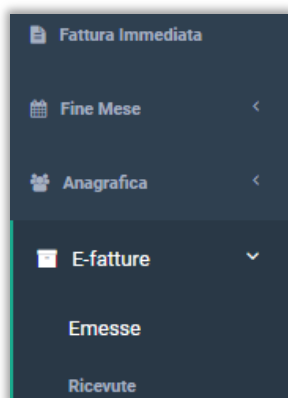 Fattura Immediata
Fine Mese
Anagrafica
E-fatture
Emesse
Ricevute